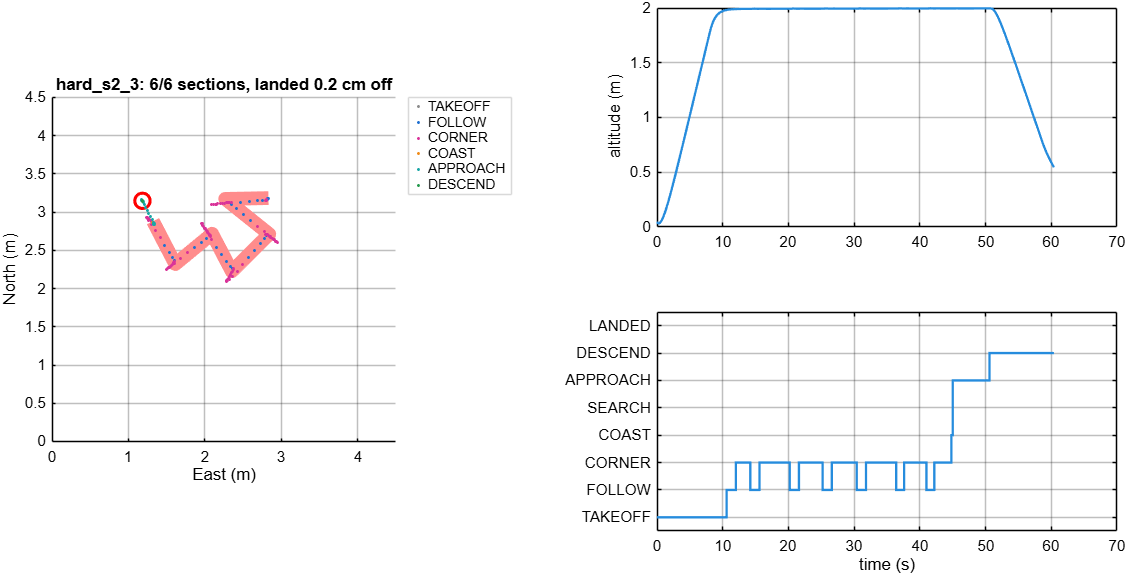 hard_s2_3: 6/6 sections, landed 0.2 cm off
4.5
4
3.5
3
2.5
2
1.5
1
0.5
0
0
1
2
3
4
North (m)
East (m)
TAKEOFF
FOLLOW
CORNER
COAST
APPROACH
DESCEND
2
1.5
1
0.5
0
altitude (m)
0
10
20
30
40
50
60
70
LANDED
DESCEND
APPROACH
SEARCH
COAST
CORNER
FOLLOW
TAKEOFF
0
10
20
30
40
50
60
70
time (s)